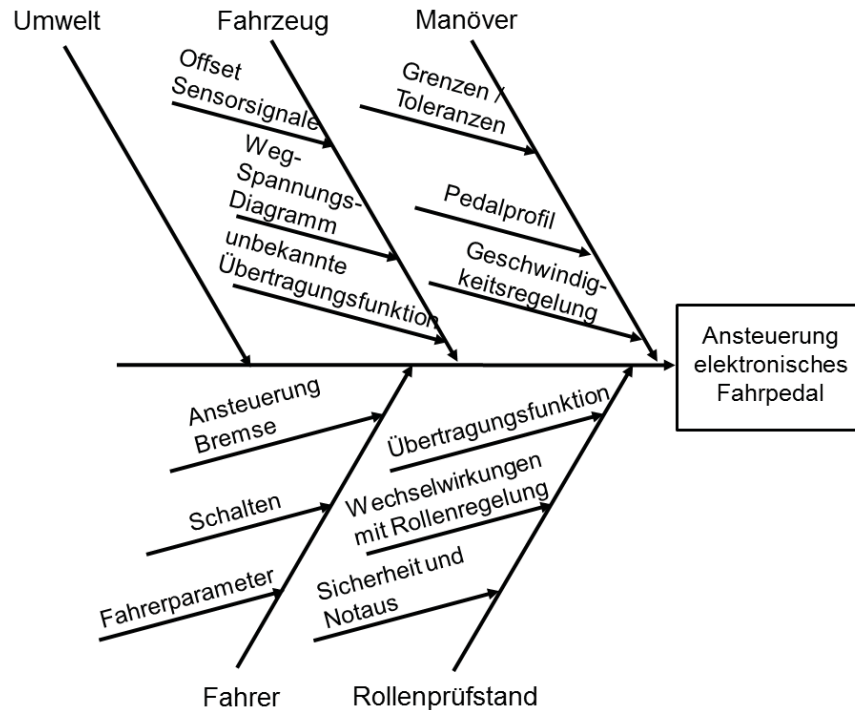 Umwelt
Fahrzeug
Manöver
Offset
Sensorsignale
Weg-
Spannungs-
Diagramm
unbekannte
Übertragungsfunktion
Grenzen /
Toleranzen
Pedalprofil
Geschwindig-
keitsregelung
Ansteuerung
elektronisches
Fahrpedal
Ansteuerung
Bremse
Schalten
Fahrerparameter
Übertragungsfunktion
Wechselwirkungen
mit Rollenregelung
Sicherheit und
Notaus
Fahrer
Rollenprüfstand